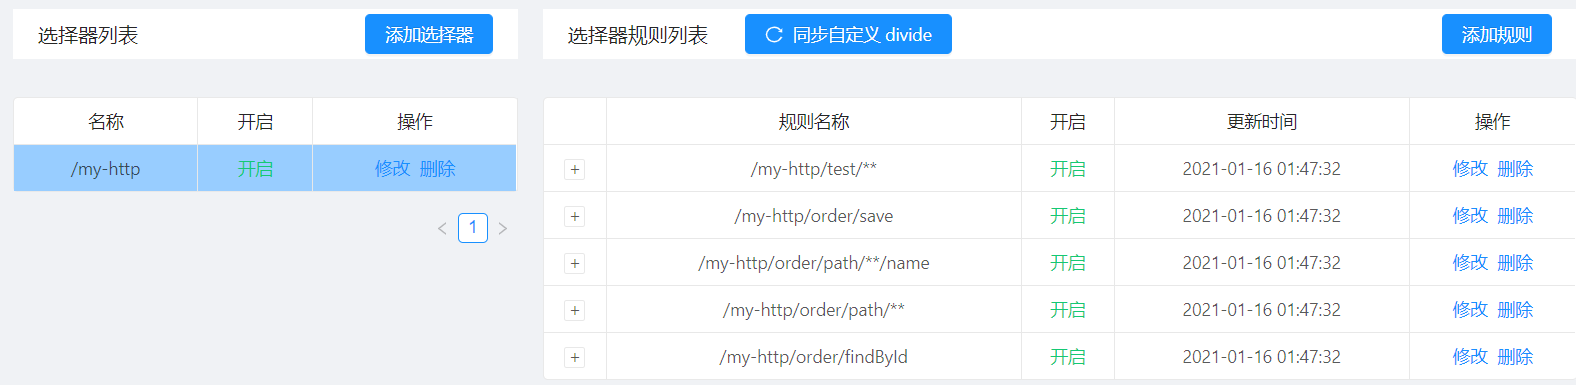 选择器列表 添加选择器
名称 开启 操作
/my-http 开启 修改 删除
1
选择器规则列表 同步自定义 divide 添加规则
规则名称 开启 更新时间 操作
+ /my-http/test/** 开启 2021-01-16 01:47:32 修改 删除
+ /my-http/order/save 开启 2021-01-16 01:47:32 修改 删除
+ /my-http/order/path/**/name 开启 2021-01-16 01:47:32 修改 删除
+ /my-http/order/path/** 开启 2021-01-16 01:47:32 修改 删除
+ /my-http/order/findById 开启 2021-01-16 01:47:32 修改 删除